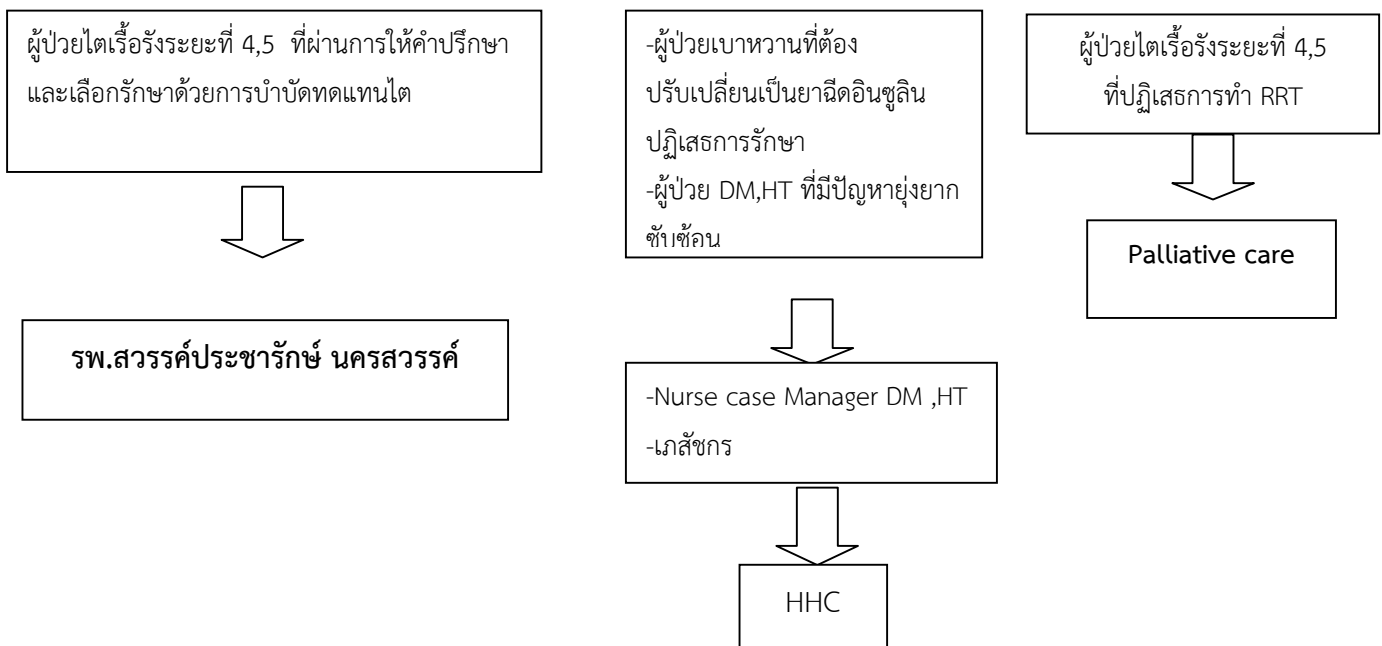 ผู้ป่วยไตเรื้อรังระยะที่ 4,5 ที่ผ่านการให้คำปรึกษา
และเลือกรักษาด้วยการบำบัดทดแทนไต
รพ.สวรรค์ประชารักษ์ นครสวรรค์
-ผู้ป่วยเบาหวานที่ต้อง
ปรับเปลี่ยนเป็นยาฉีดอินซูลิน
ปฏิเสธการรักษา
-ผู้ป่วย DM,HT ที่มีปัญหายุ่งยาก
ซับซ้อน
-Nurse case Manager DM ,HT
-เภสัชกร
HHC
ผู้ป่วยไตเรื้อรังระยะที่ 4,5
ที่ปฏิเสธการทำ RRT
Palliative care